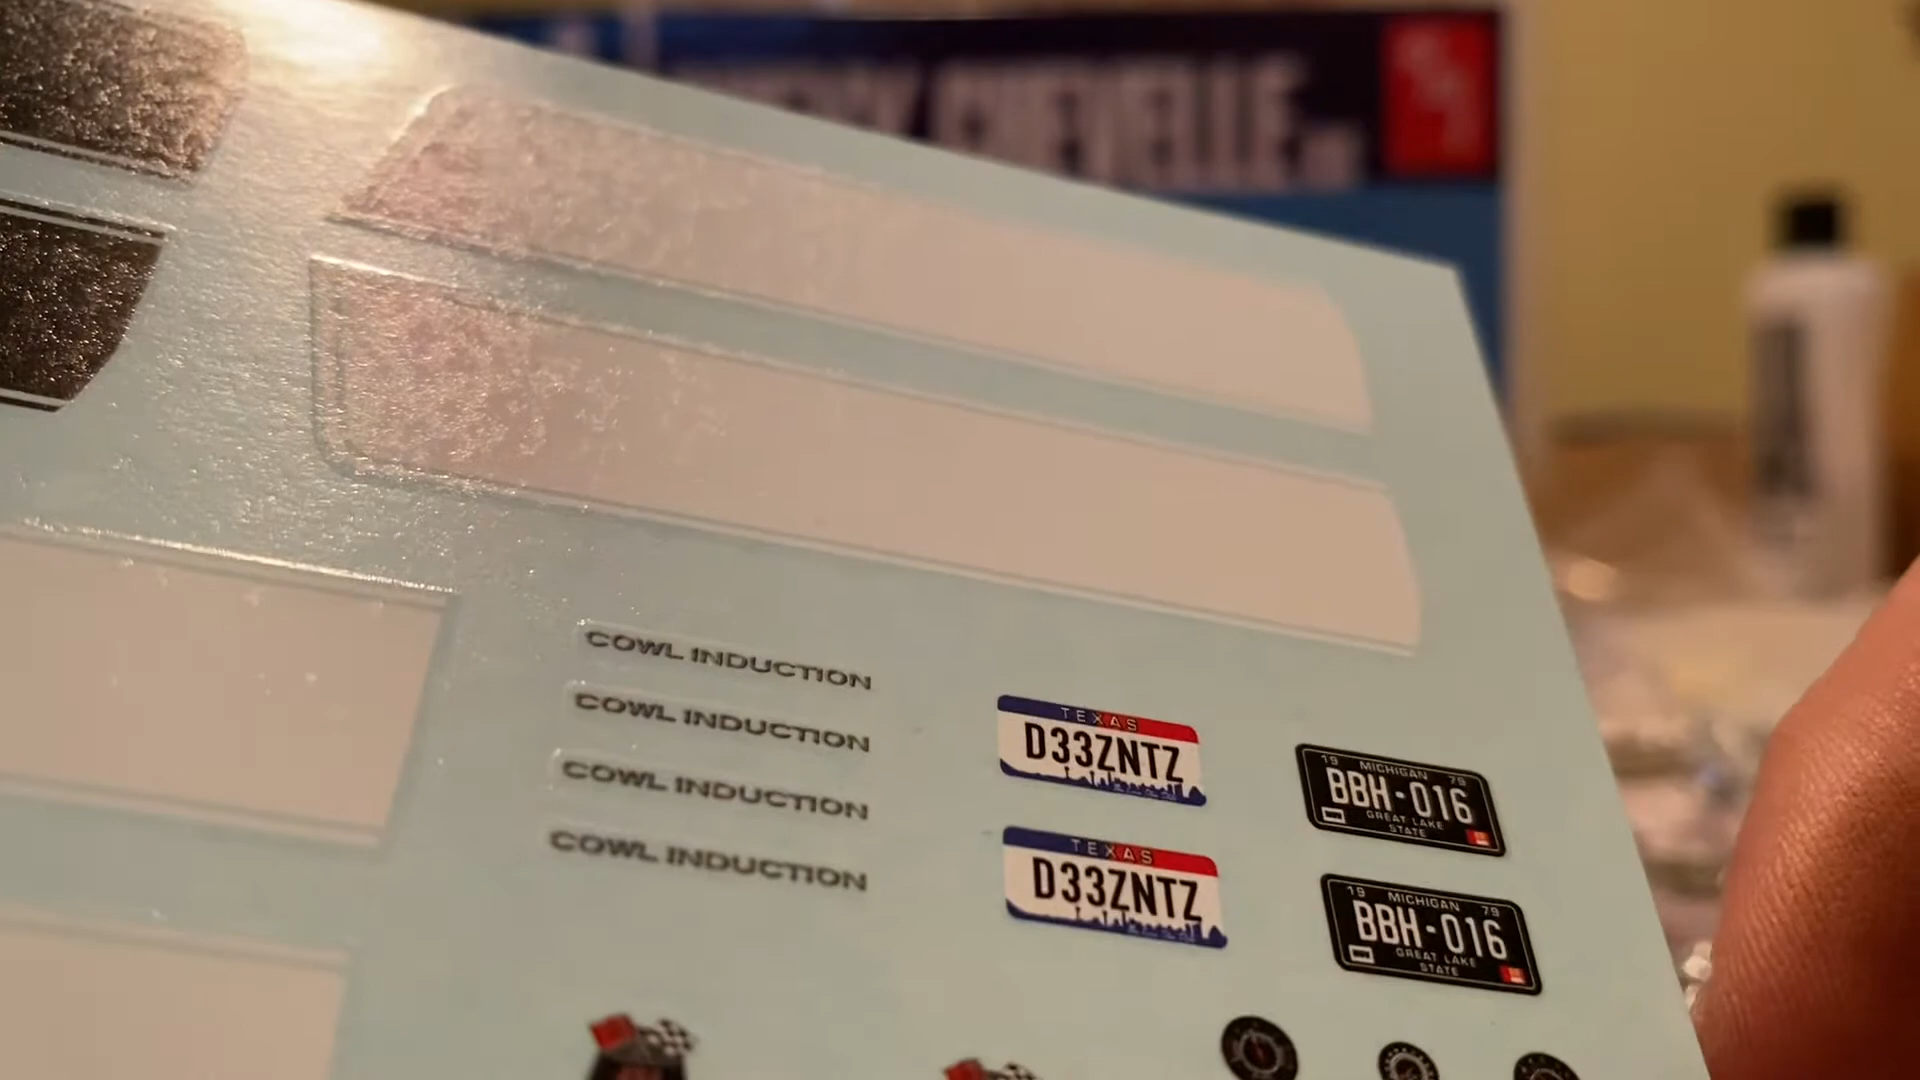 CHEVELLE
COWL INDUCTION
COWL INDUCTION
COWL INDUCTION
COWL INDUCTION
TEXAS
D33ZNTZ
TEXAS
D33ZNTZ
19 MICHIGAN 79
BBH-016
GREAT LAKE
STATE
19 MICHIGAN 79
BBH-016
GREAT LAKE
STATE